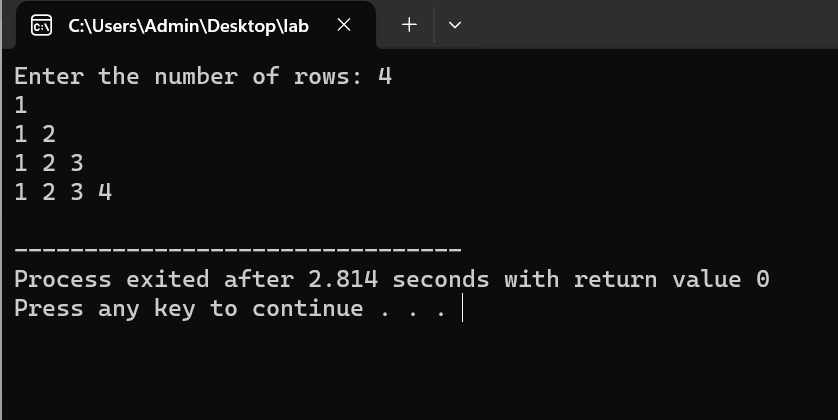 C:\Users\Admin\Desktop\lab
Enter the number of rows: 4
1
1 2
1 2 3
1 2 3 4
--------------------------------
Process exited after 2.814 seconds with return value 0
Press any key to continue . . .